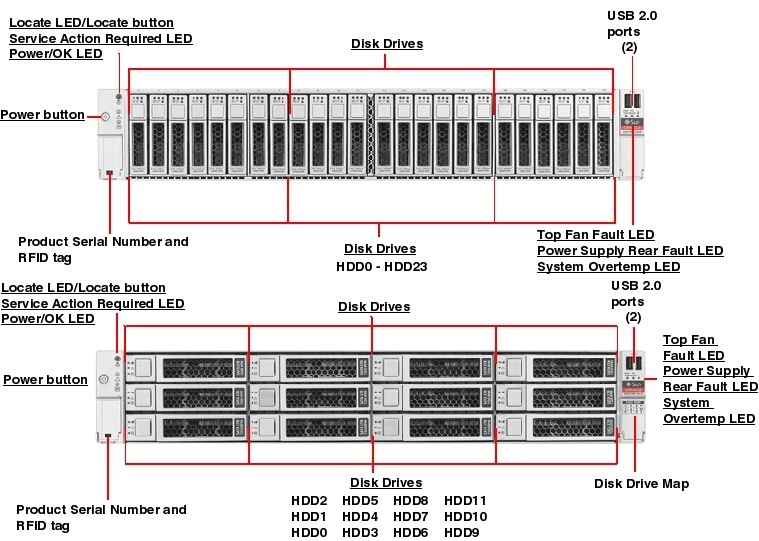 Locate LED/Locate button
Service Action Required LED
Power/OK LED
Disk Drives
USB 2.0
ports
(2)
Power button
Sun
Product Serial Number and
RFID tag
Disk Drives
HDD0 - HDD23
Top Fan Fault LED
Power Supply Rear Fault LED
System Overtemp LED
Locate LED/Locate button
Service Action Required LED
Power/OK LED
Disk Drives
USB 2.0
ports
(2)
Power button
Sun
Top Fan
Fault LED
Power Supply
Rear Fault LED
System
Overtemp LED
Product Serial Number and
RFID tag
Disk Drives
HDD2 HDD5 HDD8 HDD11
HDD1 HDD4 HDD7 HDD10
HDD0 HDD3 HDD6 HDD9
Disk Drive Map